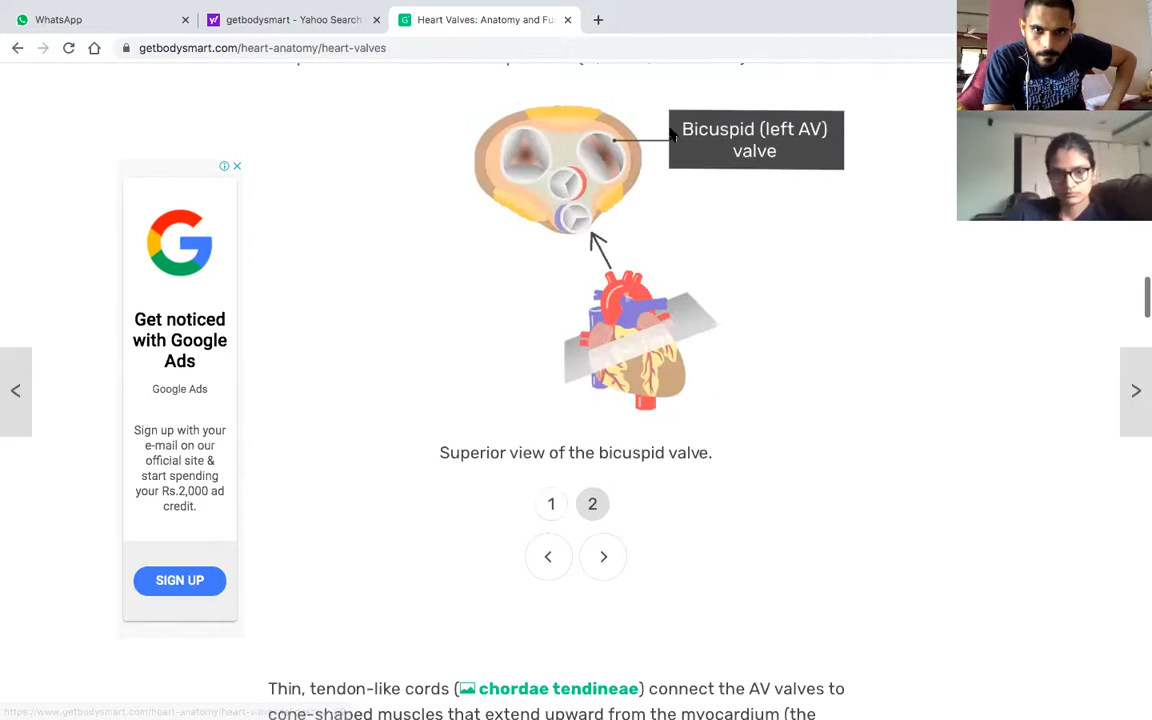 WhatsApp
getbodysmart - Yahoo Search
Heart Valves: Anatomy and Fu
getbodysmart.com/heart-anatomy/heart-valves
Bicuspid (left AV)
valve
Get noticed
with Google
Ads
Google Ads
Sign up with your
e-mail on our
official site &
start spending
your Rs.2,000 ad
credit.
SIGN UP
Superior view of the bicuspid valve.
1 2
Thin, tendon-like cords (chordae tendineae) connect the AV valves to
cone-shaped muscles that extend upward from the myocardium (the